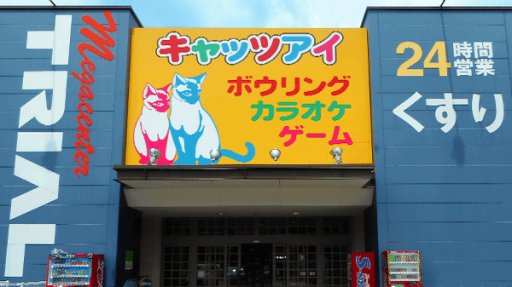 Megacenter
TRIAL
キャッツアイ
ボウリング
カラオケ
ゲーム
24時間
営業
くすり